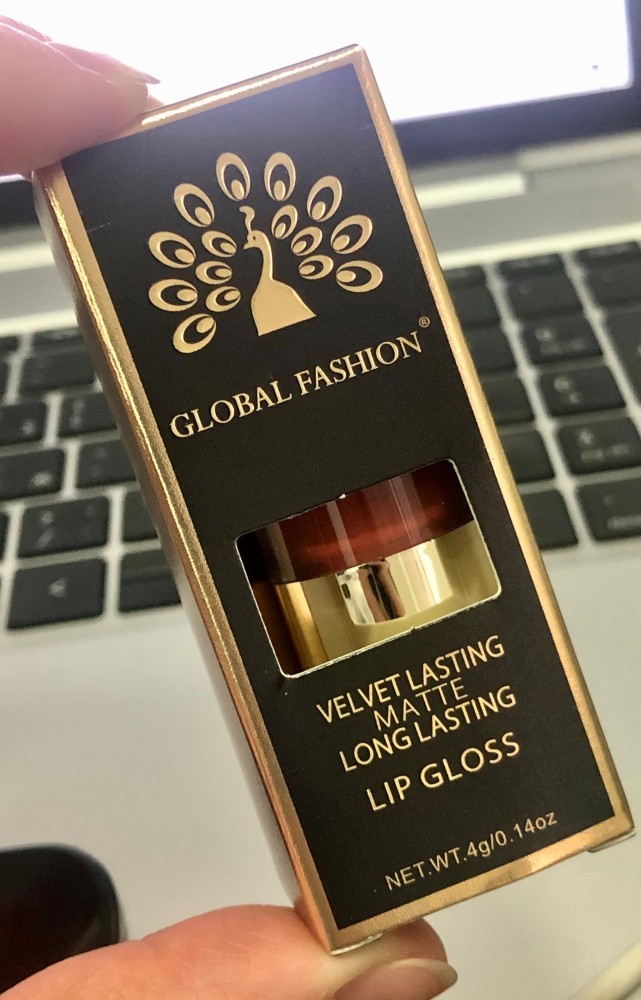 GLOBAL FASHION®
VELVET LASTING
MATTE
LONG LASTING
LIP GLOSS
NET.WT.4g/0.14oz